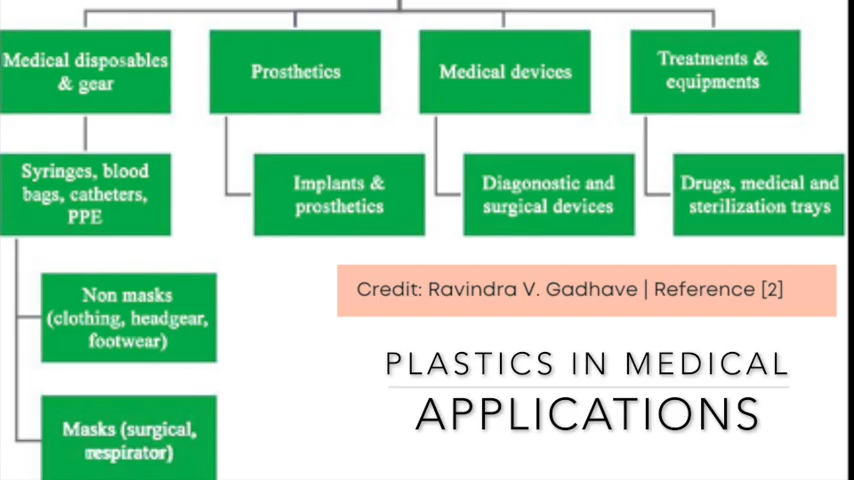 Medical disposables
& gear
Prosthetics
Medical devices
Treatments &
equipments
Syringes, blood
bags, catheters,
PPE
Implants &
prosthetics
Diagonostic and
surgical devices
Drugs, medical and
sterilization trays
Non masks
(clothing, headgear,
footwear)
Masks (surgical,
respirator)
Credit: Ravindra V. Gadhave | Reference [2]
PLASTICS IN MEDICAL
APPLICATIONS